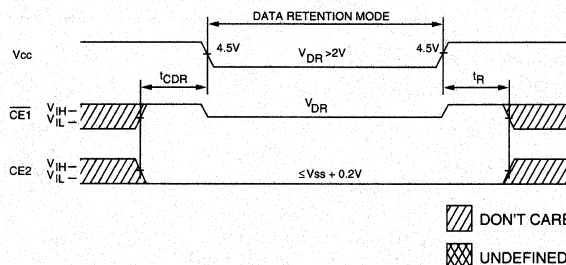 DATA RETENTION MODE
Vcc
4.5V
VDR >2V
4.5V
tCDR
tR
CE1
VIH
VIL
VDR
CE2
VIH
VIL
≤ Vss + 0.2V
DON'T CARE
UNDEFINED